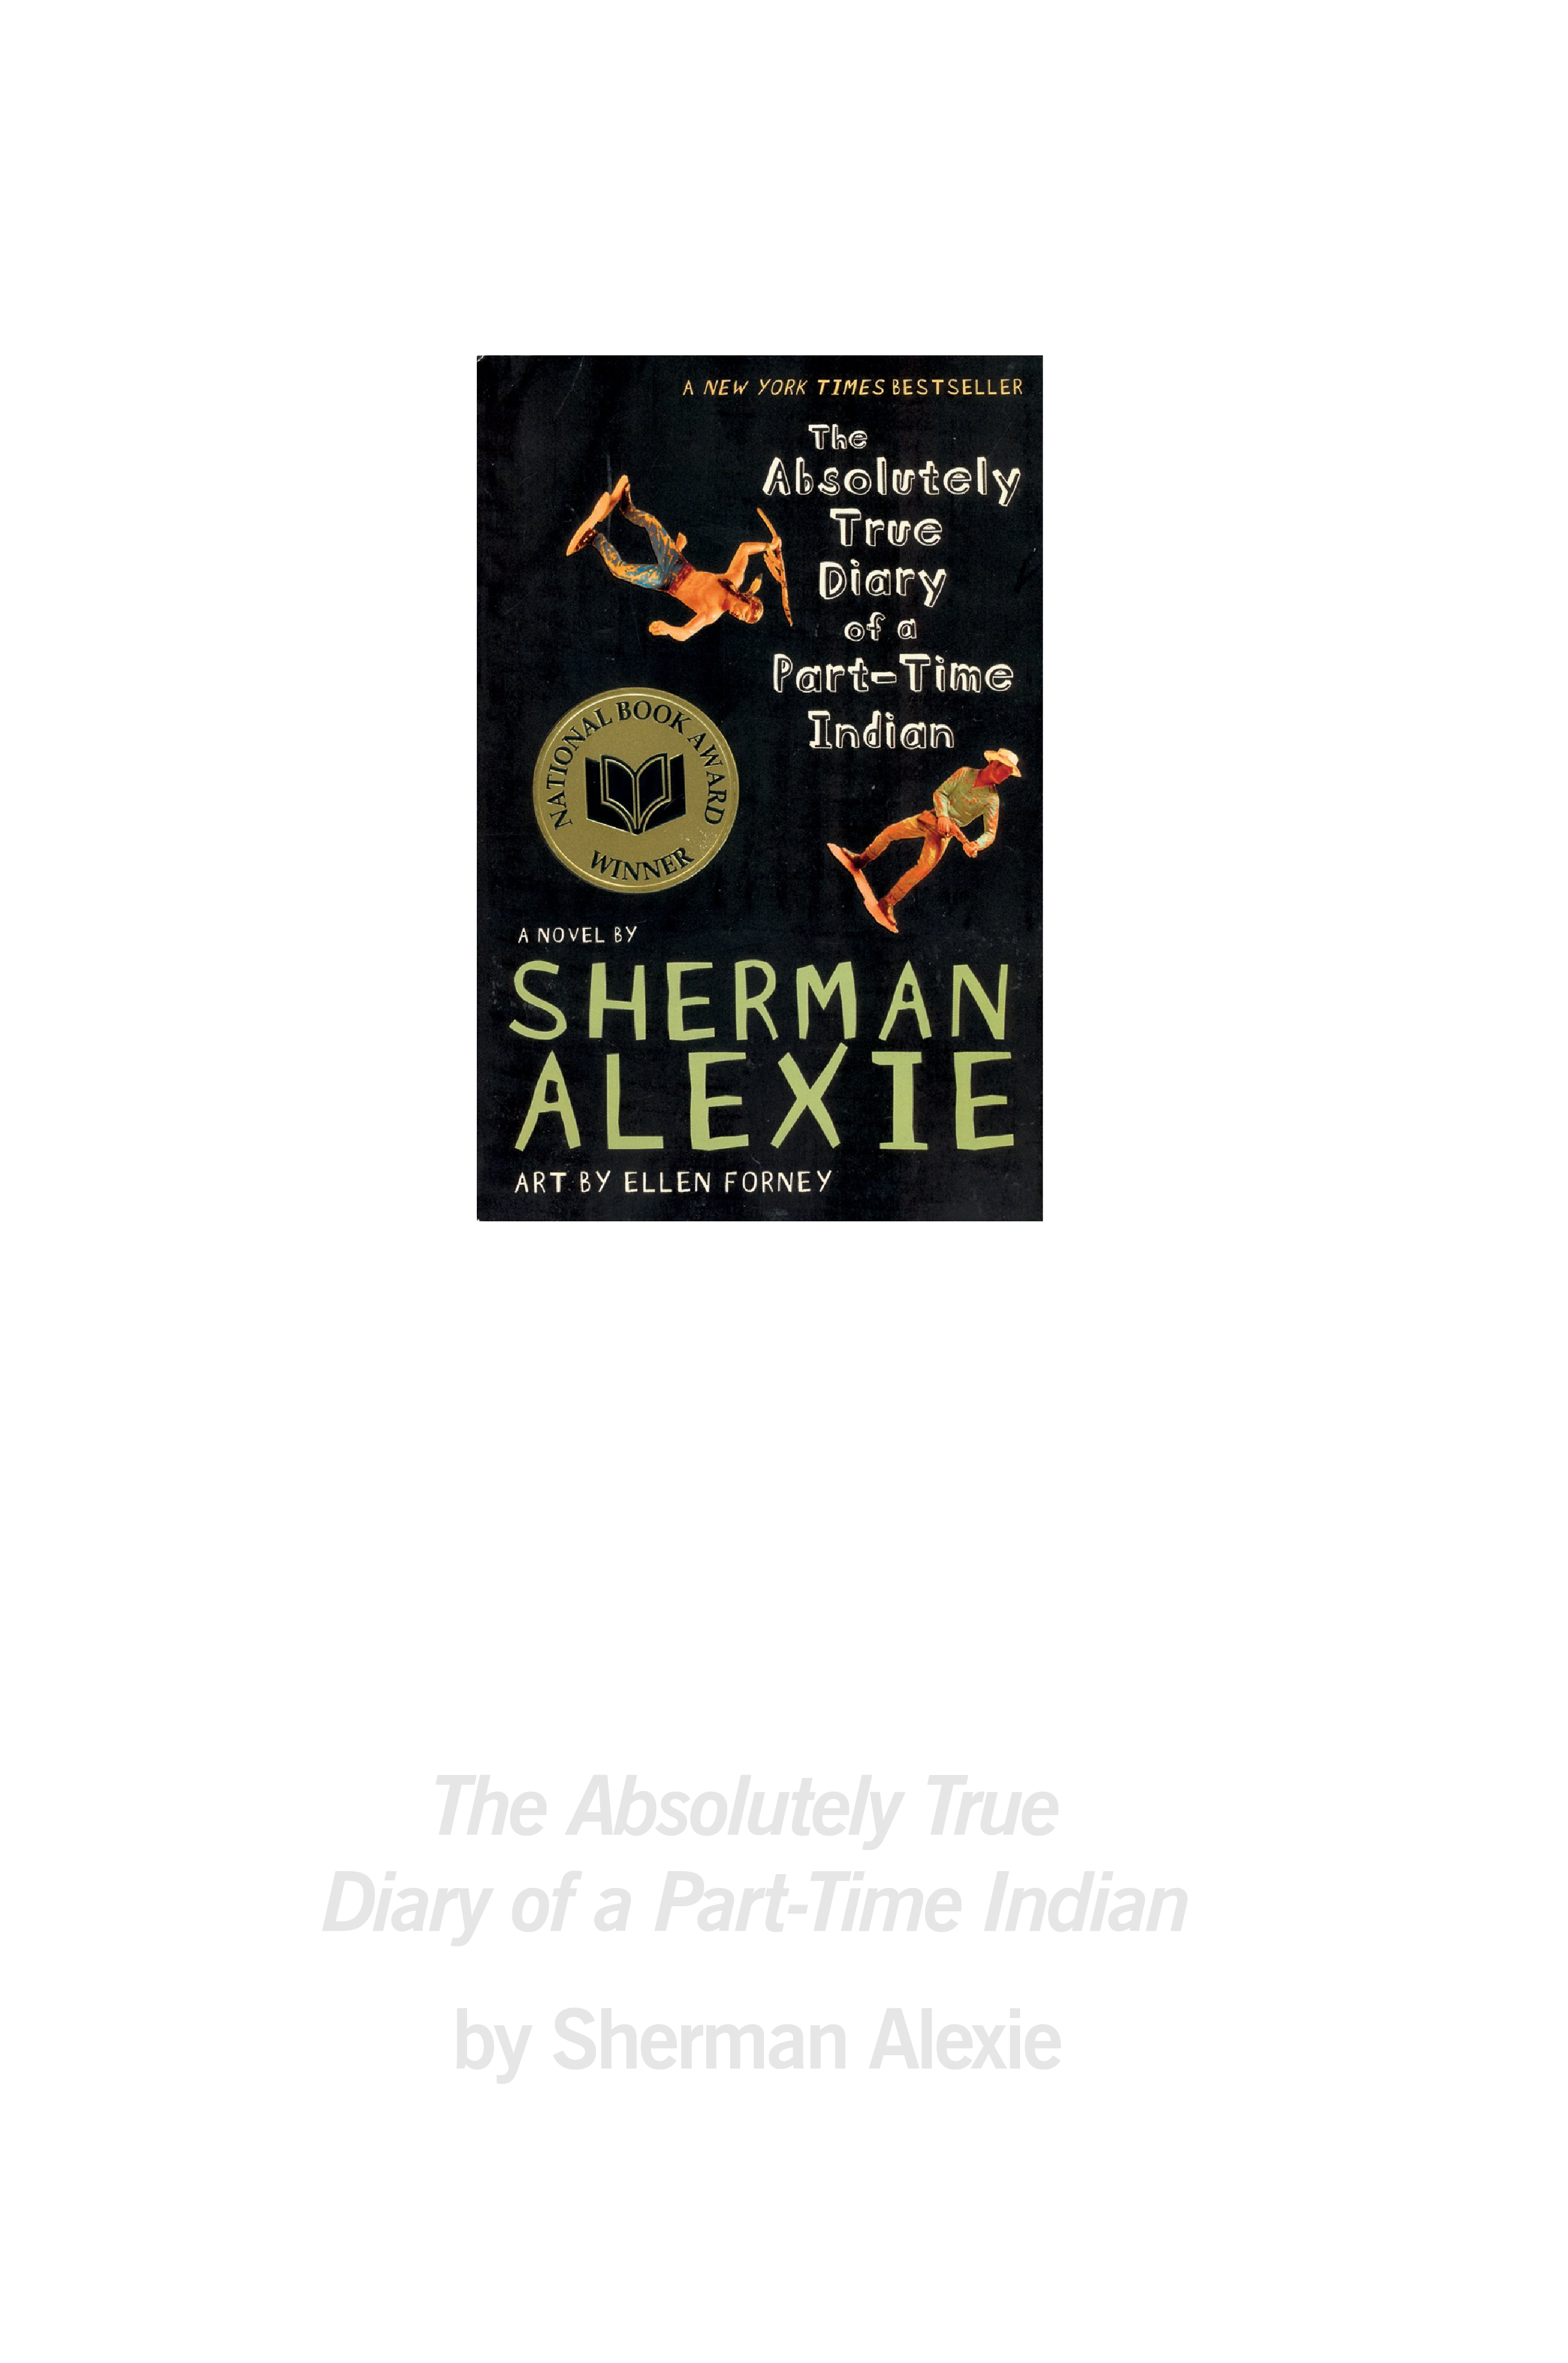 A NEW YORK TIMES BESTSELLER
The
Absolutely
True
Diary
of a
Part-Time
Indian
NATIONAL BOOK AWARD
WINNER
A NOVEL BY
SHERMAN
ALEXIE
ART BY ELLEN FORNEY
The Absolutely True
Diary of a Part-Time Indian
by Sherman Alexie